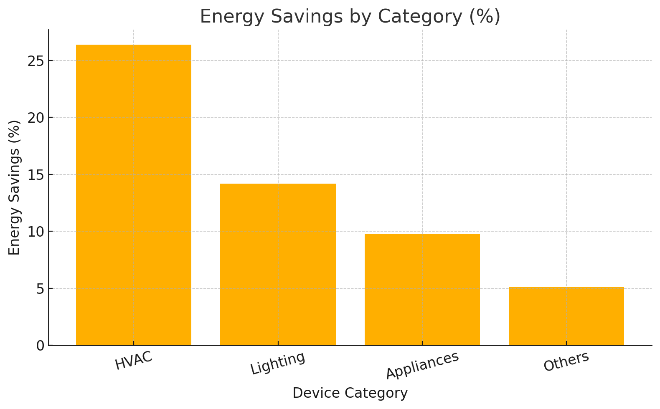 Energy Savings by Category (%)
Energy Savings (%)
25
20
15
10
5
0
HVAC
Lighting
Appliances
Others
Device Category